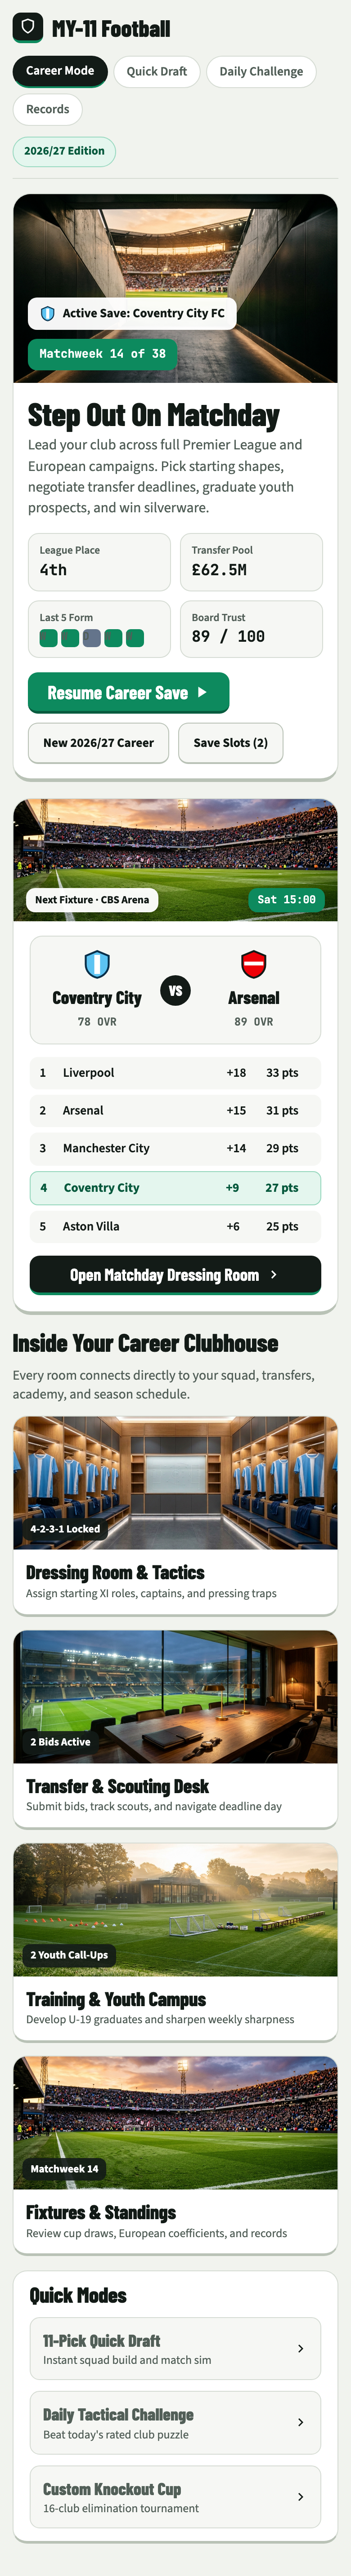 MY-11 Football
Career Mode
Quick Draft
Daily Challenge
Records
2026/27 Edition
Active Save: Coventry City FC
Matchweek 14 of 38
Step Out On Matchday
Lead your club across full Premier League and
European campaigns. Pick starting shapes,
negotiate transfer deadlines, graduate youth
prospects, and win silverware.
League Place
4th
Transfer Pool
£62.5M
Last 5 Form
Board Trust
89 / 100
Resume Career Save
New 2026/27 Career
Save Slots (2)
Next Fixture · CBS Arena
Sat 15:00
Coventry City
78 OVR
VS
Arsenal
89 OVR
1 Liverpool +18 33 pts
2 Arsenal +15 31 pts
3 Manchester City +14 29 pts
4 Coventry City +9 27 pts
5 Aston Villa +6 25 pts
Open Matchday Dressing Room
Inside Your Career Clubhouse
Every room connects directly to your squad, transfers,
academy, and season schedule.
4-2-3-1 Locked
Dressing Room & Tactics
Assign starting XI roles, captains, and pressing traps
2 Bids Active
Transfer & Scouting Desk
Submit bids, track scouts, and navigate deadline day
2 Youth Call-Ups
Training & Youth Campus
Develop U-19 graduates and sharpen weekly sharpness
Matchweek 14
Fixtures & Standings
Review cup draws, European coefficients, and records
Quick Modes
11-Pick Quick Draft
Instant squad build and match sim
Daily Tactical Challenge
Beat today's rated club puzzle
Custom Knockout Cup
16-club elimination tournament